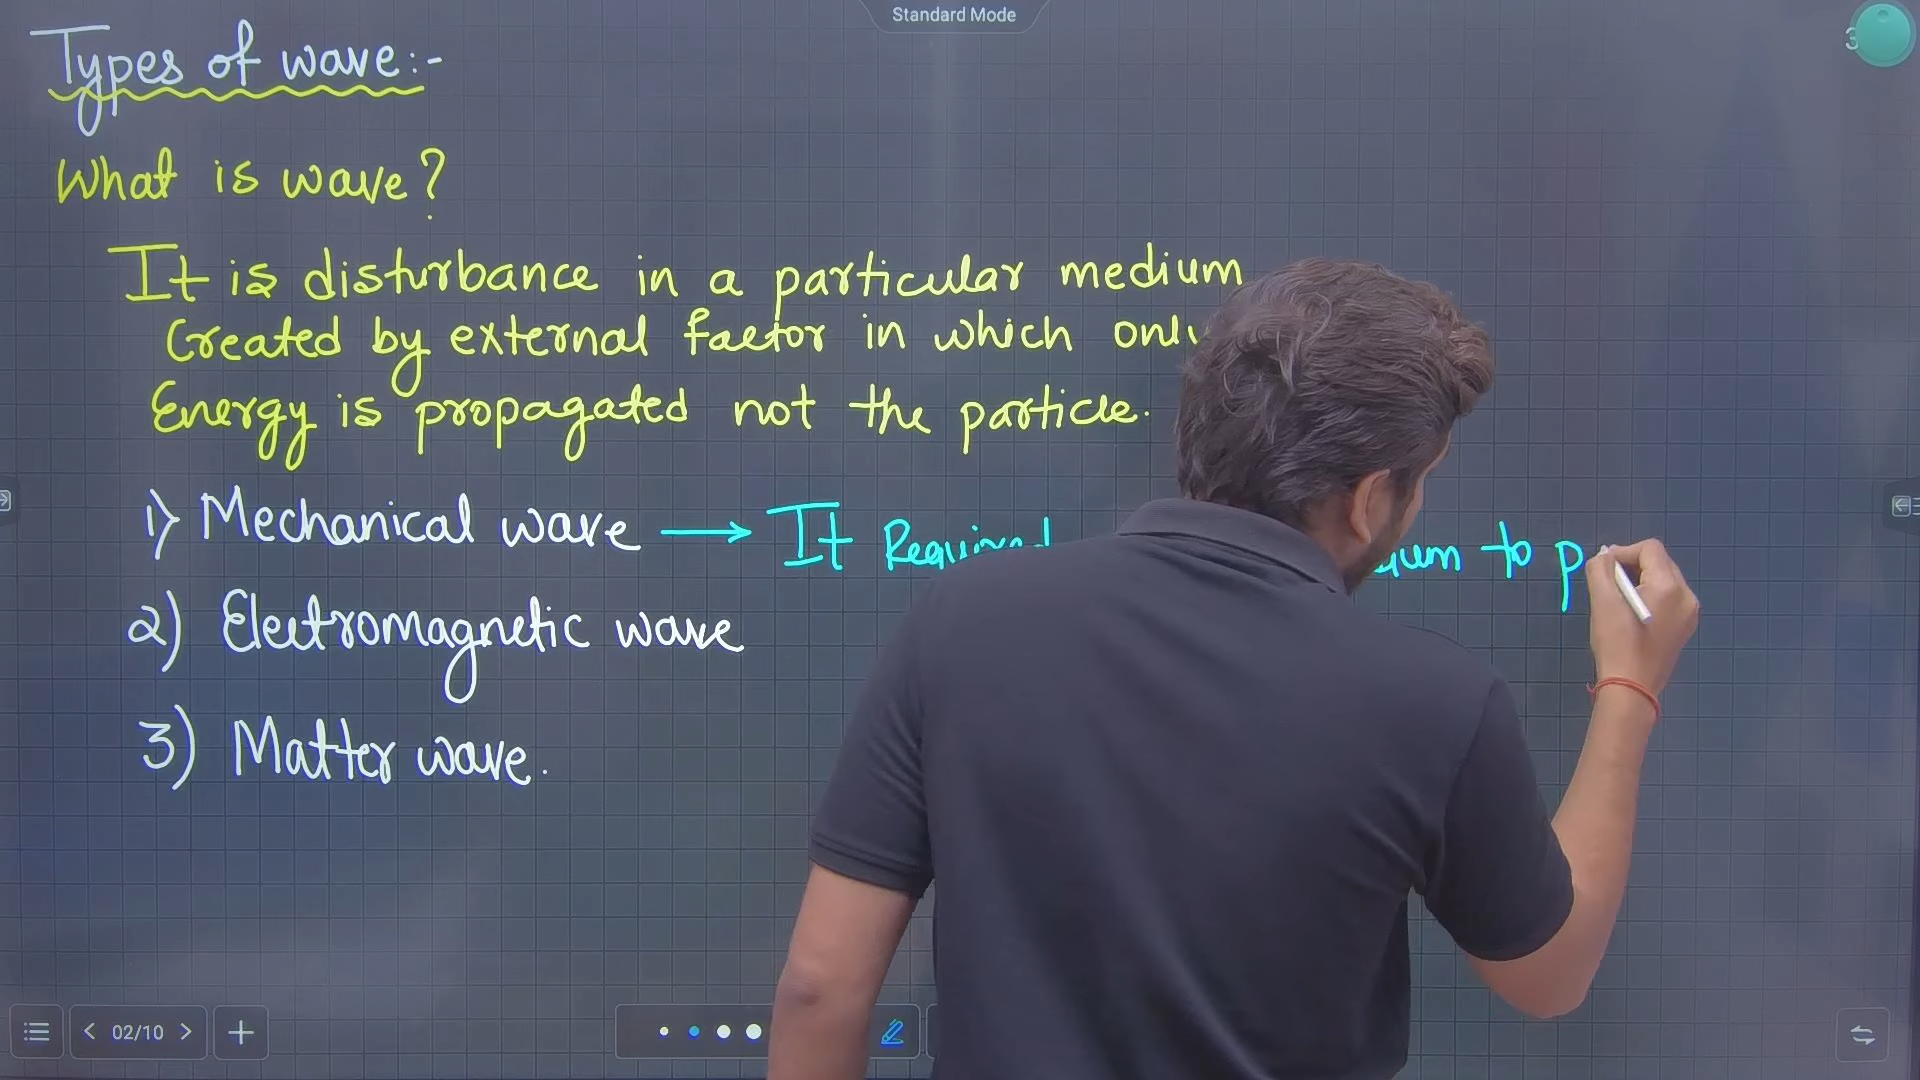 Standard Mode
3
Types of wave:-
What is wave?
It is disturbance in a particular medium
Created by external factor in which
Energy is propagated not the particle.
1) Mechanical wave → It Required to
2) Electromagnetic wave
3) Matter wave.
02/10